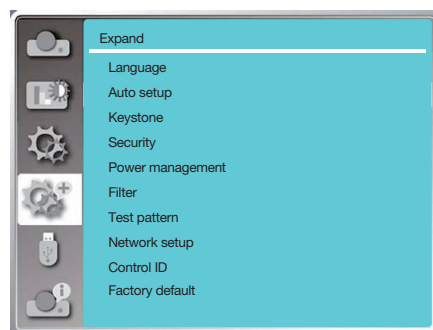 Expand
Language
Auto setup
Keystone
Security
Power management
Filter
Test pattern
Network setup
Control ID
Factory default